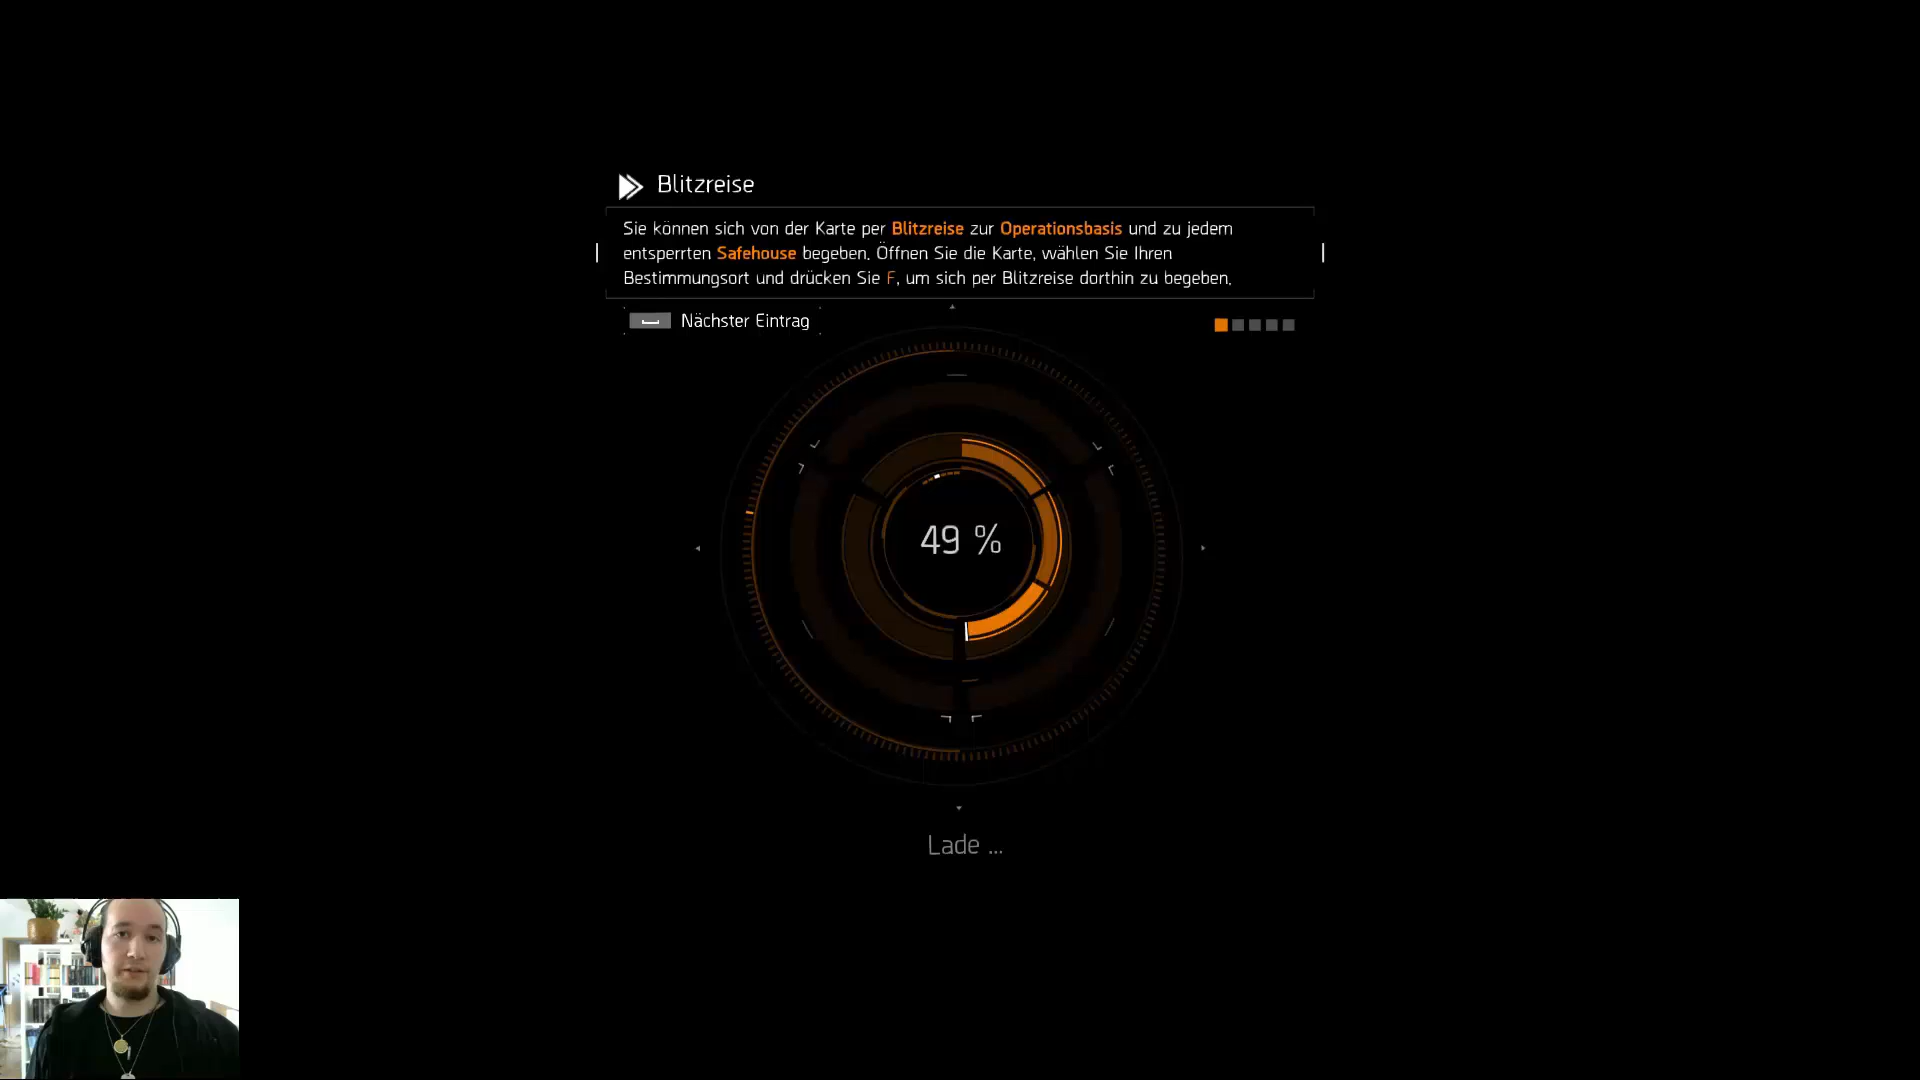 Blitzreise
Sie können sich von der Karte per Blitzreise zur Operationsbasis und zu jedem
entsperrten Safehouse begeben. Öffnen Sie die Karte, wählen Sie Ihren
Bestimmungsort und drücken Sie F, um sich per Blitzreise dorthin zu begeben.
Nächster Eintrag
49 %
Lade ...